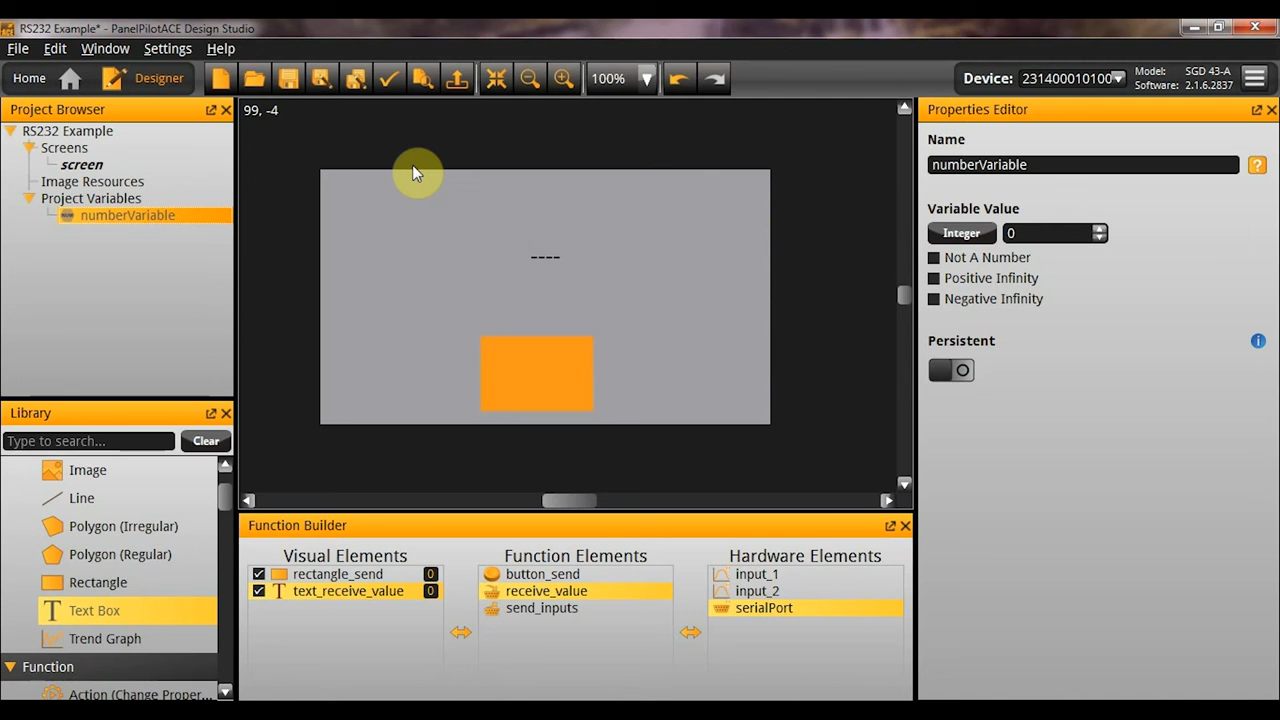 RS232 Example* - PanelPilotACE Design Studio
File Edit Window Settings Help
Home Designer 100% Device: 231400010100 Model: SGD 43-A
Software: 2.1.6.2837
Project Browser
RS232 Example
Screens
screen
Image Resources
Project Variables
numberVariable
Library
Type to search... Clear
Image
Line
Polygon (Irregular)
Polygon (Regular)
Rectangle
Text Box
Trend Graph
Function
Action (Change Proper...
99, -4
----
Function Builder
Visual Elements Function Elements Hardware Elements
rectangle_send 0 button_send input_1
text_receive_value 0 receive_value input_2
send_inputs serialPort
Properties Editor
Name
numberVariable
Variable Value
Integer 0
Not A Number
Positive Infinity
Negative Infinity
Persistent